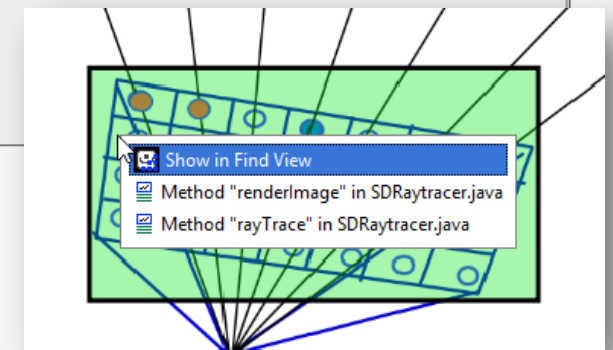 Show in Find View
Method "renderImage" in SDRaytracer.java
Method "rayTrace" in SDRaytracer.java